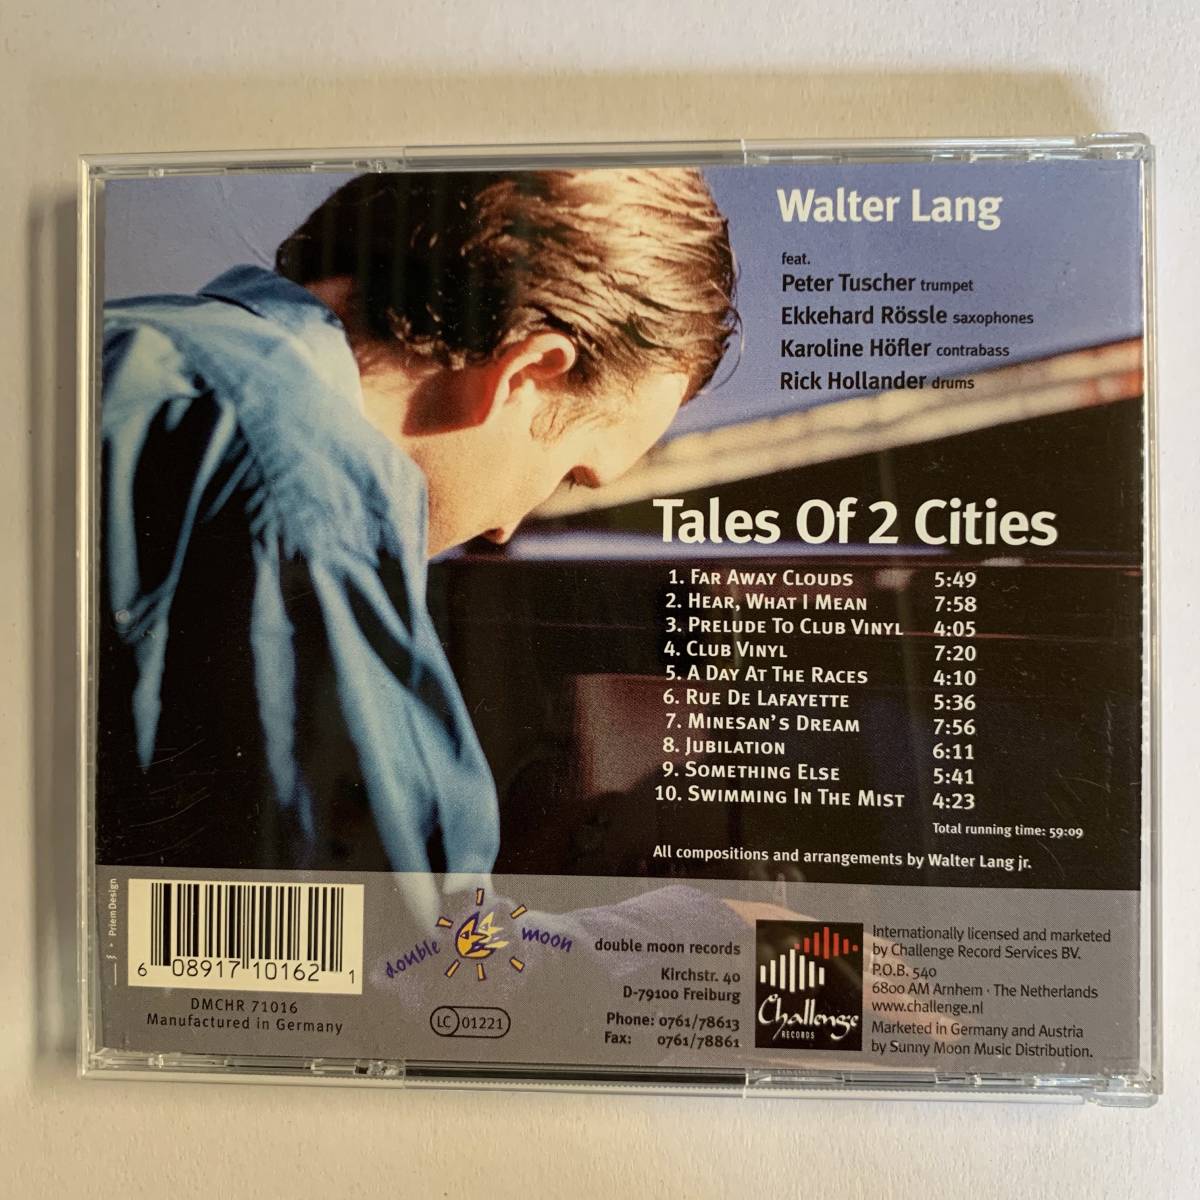 Walter Lang
feat.
Peter Tuscher trumpet
Ekkehard Rössle saxophones
Karoline Höfler contrabass
Rick Hollander drums
Tales Of 2 Cities
1. FAR AWAY CLOUDS 5:49
2. HEAR, WHAT I MEAN 7:58
3. PRELUDE TO CLUB VINYL 4:05
4. CLUB VINYL 7:20
5. A DAY AT THE RACES 4:10
6. RUE DE LAFAYETTE 5:36
7. MINESAN'S DREAM 7:56
8. JUBILATION 6:11
9. SOMETHING ELSE 5:41
10. SWIMMING IN THE MIST 4:23
Total running time: 59:09
All compositions and arrangements by Walter Lang jr.
PriemDesign
6 08917 10162 1
DMCHR 71016
Manufactured in Germany
double moon
LC 01221
double moon records
Kirchstr. 40
D-79100 Freiburg
Phone: 0761/78613
Fax: 0761/78861
Challenge
RECORDS
Internationally licensed and marketed
by Challenge Record Services BV.
P.O.B. 540
6800 AM Arnhem · The Netherlands
www.challenge.nl
Marketed in Germany and Austria
by Sunny Moon Music Distribution.